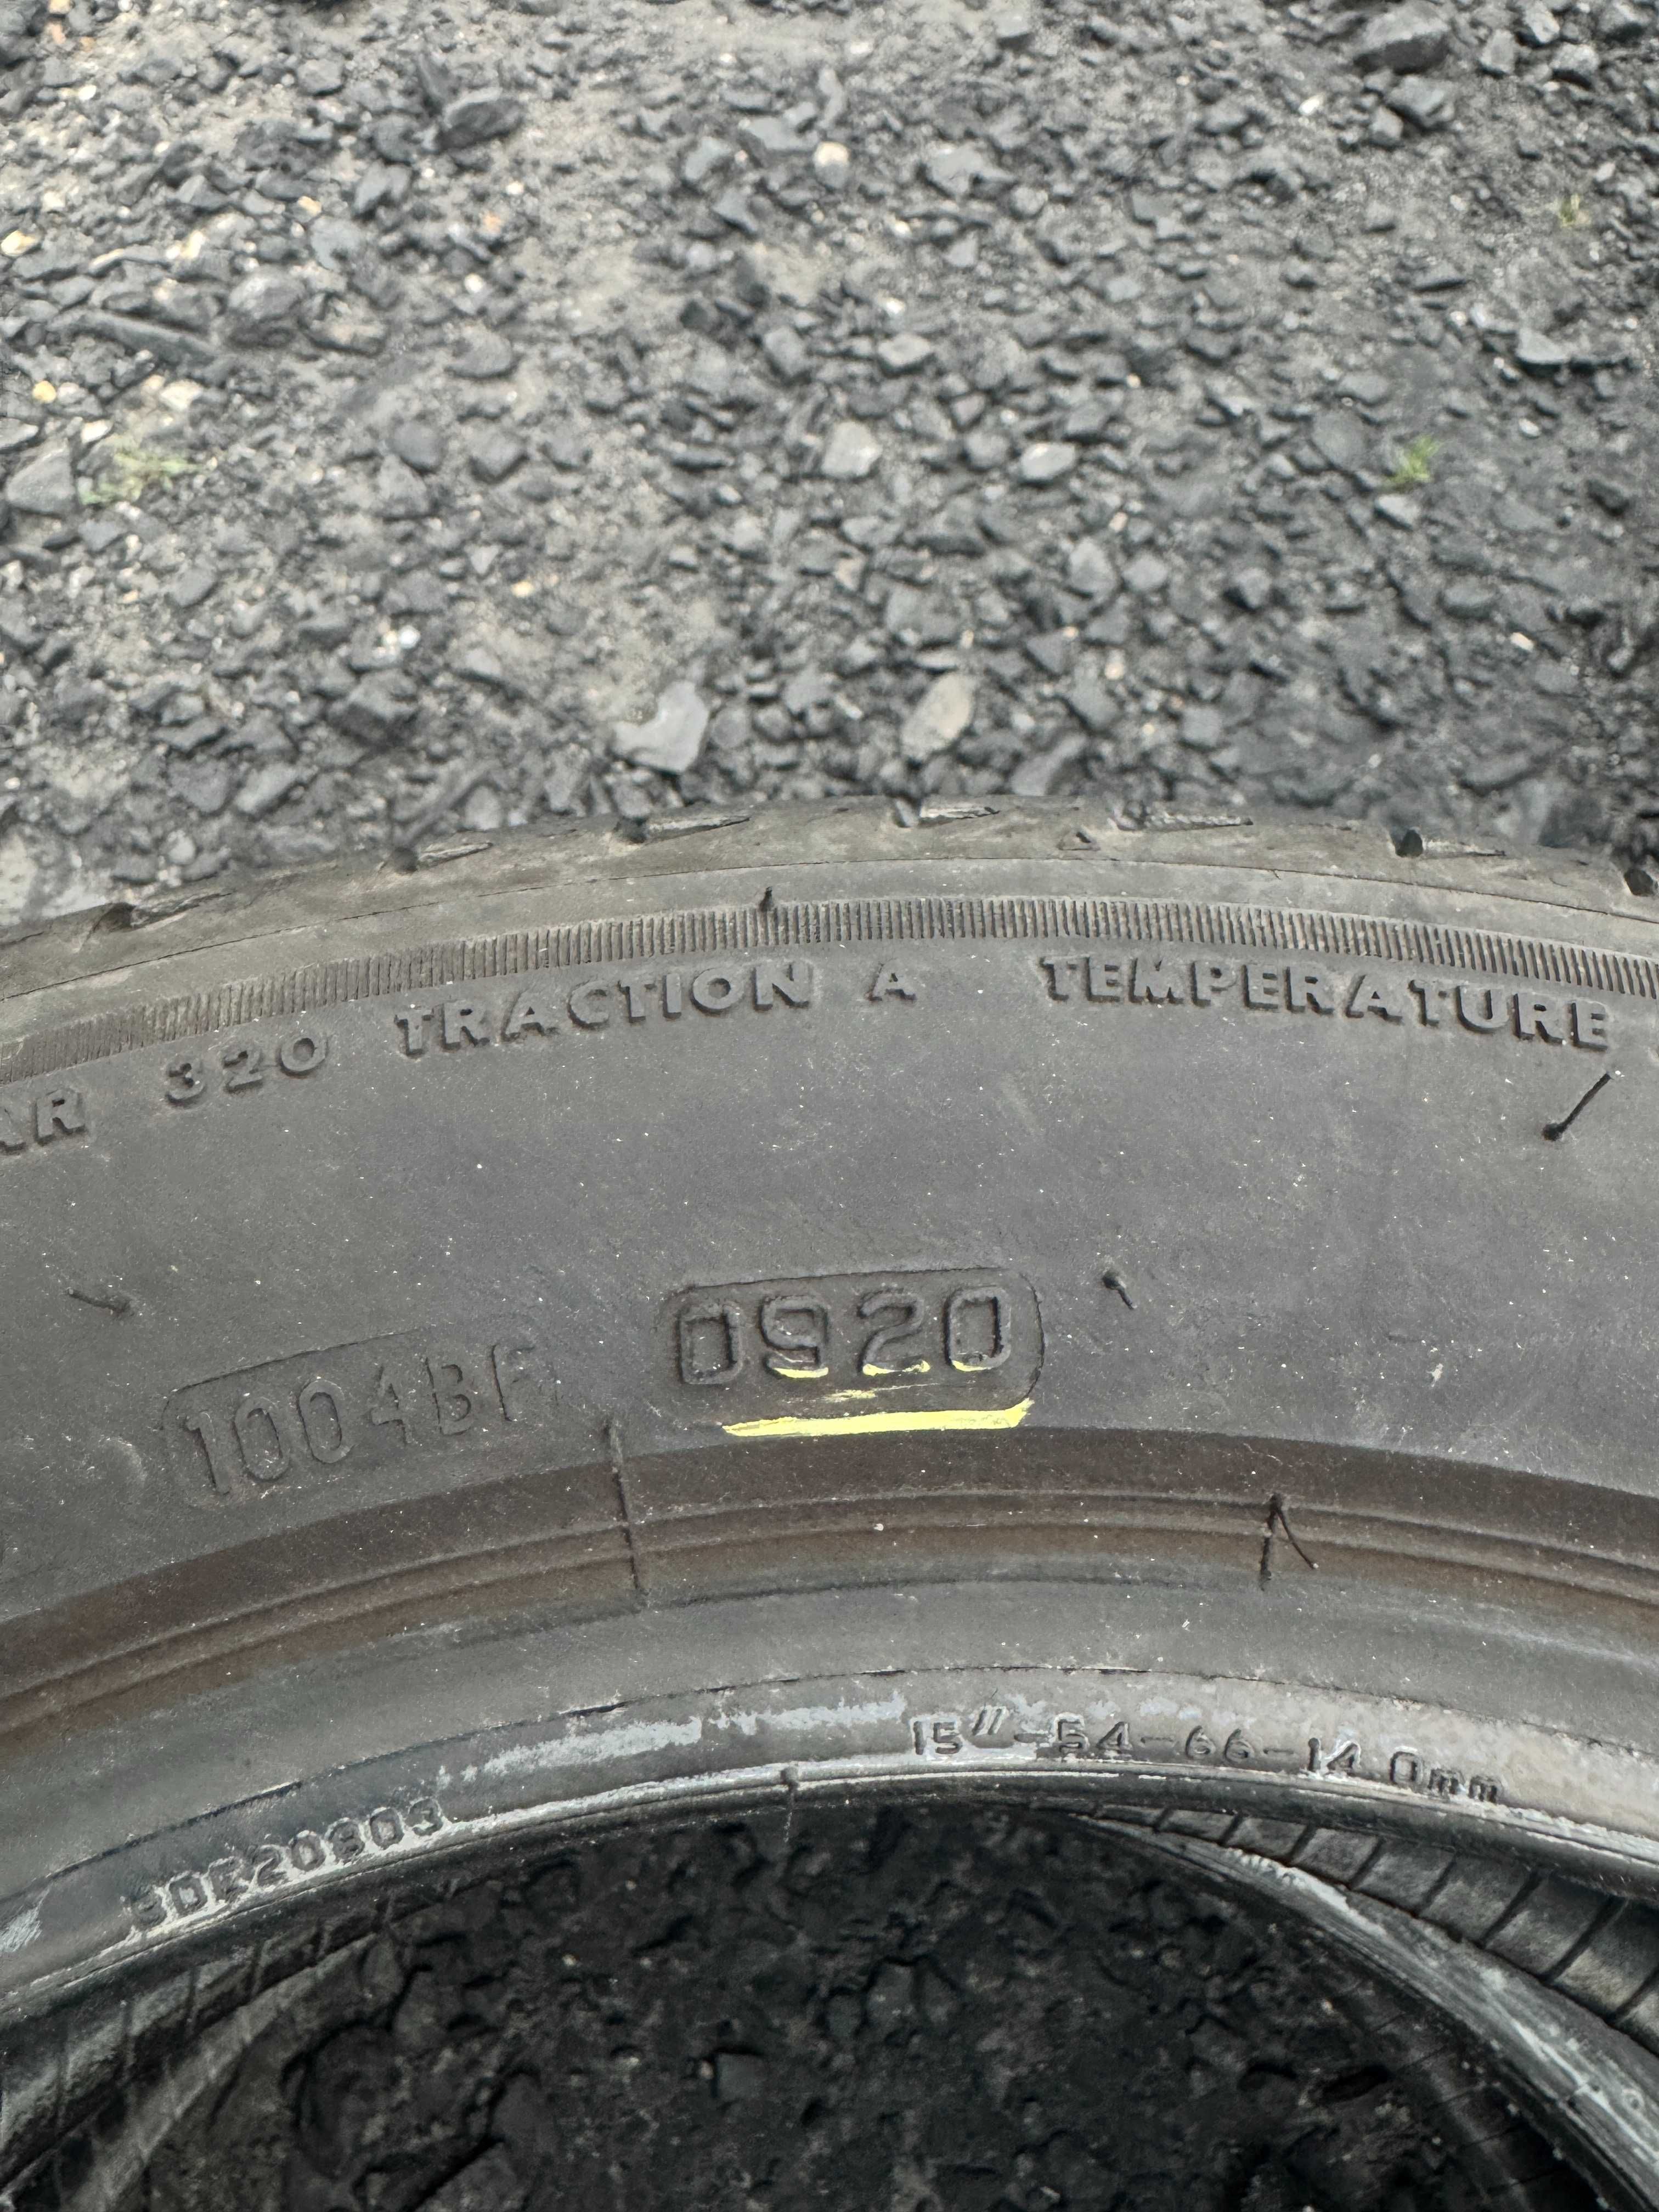 AR 320 TRACTION A TEMPERATURE
1004BF 0920
15"-54-66-14.0mm